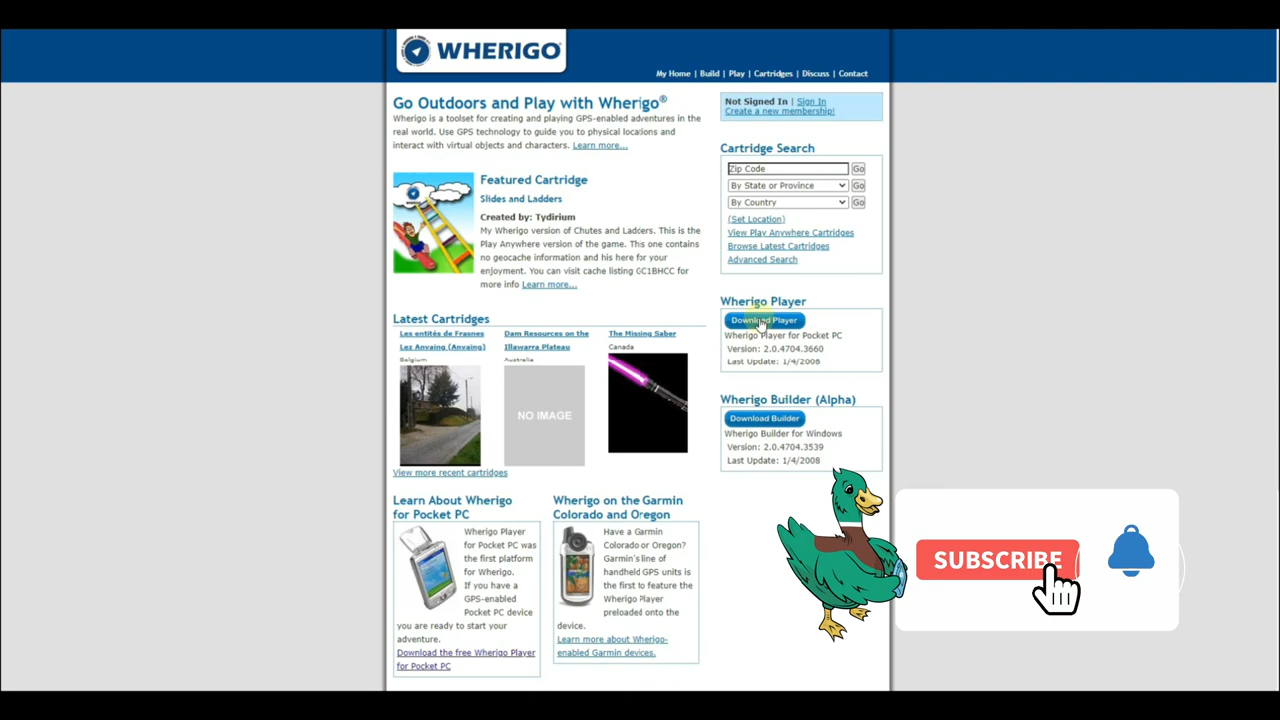 WHERIGO
My Home | Build | Play | Cartridges | Discuss | Contact
Go Outdoors and Play with Wherigo®
Wherigo is a toolset for creating and playing GPS-enabled adventures in the
real world. Use GPS technology to guide you to physical locations and
interact with virtual objects and characters. Learn more...
Featured Cartridge
Slides and Ladders
Created by: Tydirium
My Wherigo version of Chutes and Ladders. This is the
Play Anywhere version of the game. This one contains
no geocache information and his here for your
enjoyment. You can visit cache listing GC1BHCC for
more info Learn more...
Latest Cartridges
Les entités de Frasnes
Lez Anvaing (Anvaing)
Belgium
Dam Resources on the
Illawarra Plateau
Australia
NO IMAGE
The Missing Saber
Canada
View more recent cartridges
Learn About Wherigo
for Pocket PC
Wherigo Player
for Pocket PC was
the first platform
for Wherigo.
If you have a
GPS-enabled
Pocket PC device
you are ready to start your
adventure.
Download the free Wherigo Player
for Pocket PC
Wherigo on the Garmin
Colorado and Oregon
Have a Garmin
Colorado or Oregon?
Garmin's line of
handheld GPS units is
the first to feature the
Wherigo Player
preloaded onto the
device.
Learn more about Wherigo-
enabled Garmin devices.
Not Signed In | Sign In
Create a new membership!
Cartridge Search
Zip Code
Go
By State or Province
Go
By Country
Go
(Set Location)
View Play Anywhere Cartridges
Browse Latest Cartridges
Advanced Search
Wherigo Player
Download Player
Wherigo Player for Pocket PC
Version: 2.0.4704.3660
Last Update: 1/4/2008
Wherigo Builder (Alpha)
Download Builder
Wherigo Builder for Windows
Version: 2.0.4704.3539
Last Update: 1/4/2008
SUBSCRIBE